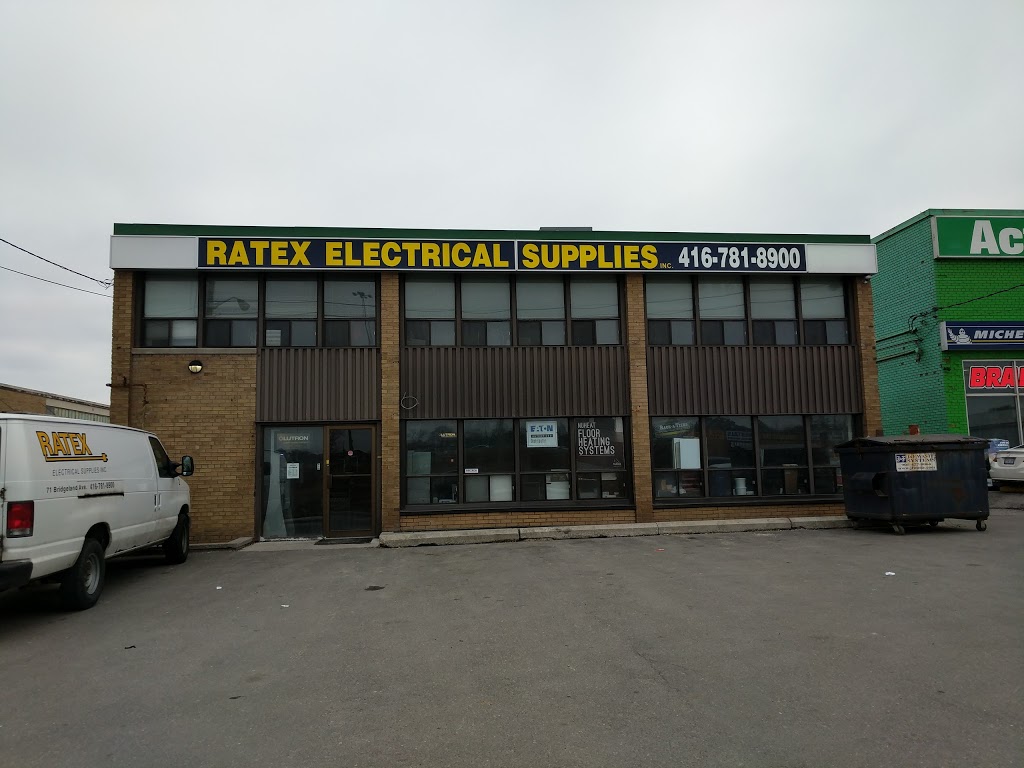 RATEX ELECTRICAL SUPPLIES INC. 416-781-8900
Ac
MICHE
BRA
LUTRON
EATON
NUHEAT
FLOOR
HEATING
SYSTEMS
RATEX
ELECTRICAL SUPPLIES INC.
71 Bridgeland Ave. 416-781-8900